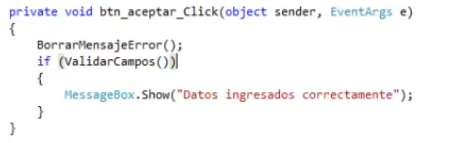 private void btn_aceptar_Click(object sender, EventArgs e)
{
BorrarMensajeError();
if (ValidarCampos())
{
MessageBox.Show("Datos ingresados correctamente");
}
}